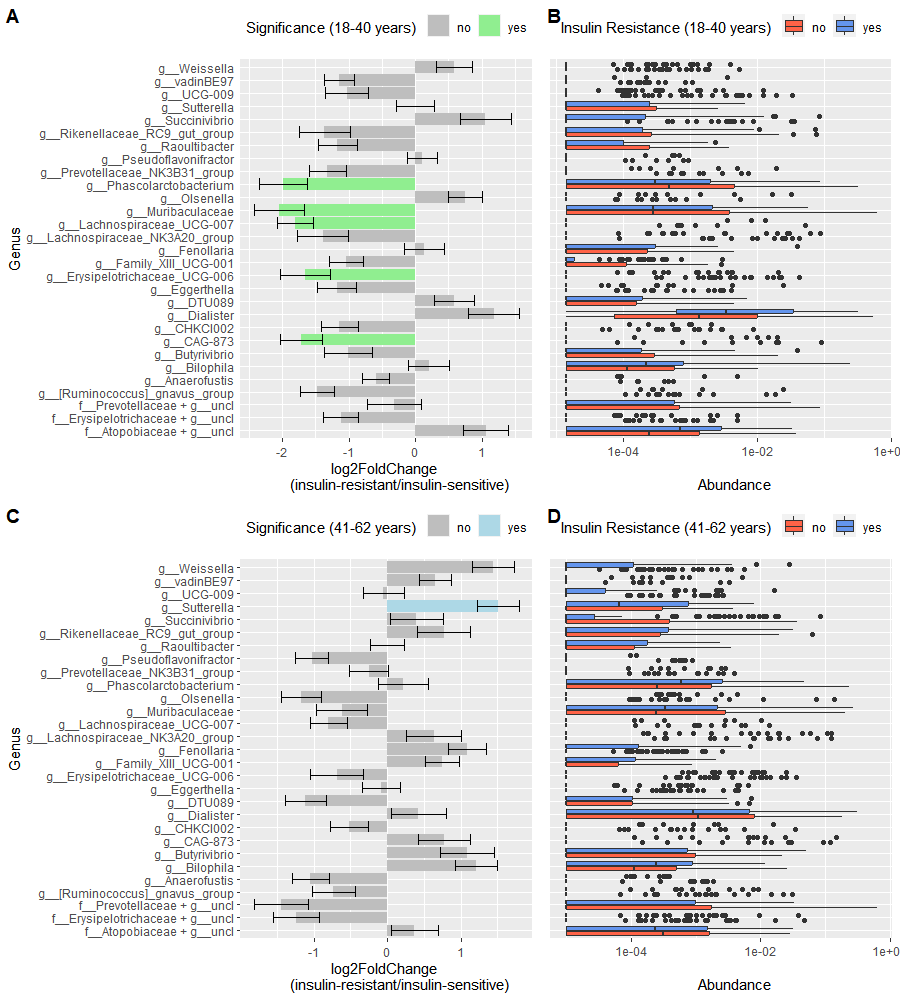 A
Significance (18-40 years) no yes
B
Insulin Resistance (18-40 years) no yes
Genus
g__Weissella
g__vadinBE97
g__UCG-009
g__Sutterella
g__Succinivibrio
g__Rikenellaceae_RC9_gut_group
g__Raoultibacter
g__Pseudoflavonifractor
g__Prevotellaceae_NK3B31_group
g__Phascolarctobacterium
g__Olsenella
g__Muribaculaceae
g__Lachnospiraceae_UCG-007
g__Lachnospiraceae_NK3A20_group
g__Fenollaria
g__Family_XIII_UCG-001
g__Erysipelotrichaceae_UCG-006
g__Eggerthella
g__DTU089
g__Dialister
g__CHKCI002
g__CAG-873
g__Butyrivibrio
g__Bilophila
g__Anaerofustis
g__[Ruminococcus]_gnavus_group
f__Prevotellaceae + g__uncl
f__Erysipelotrichaceae + g__uncl
f__Atopobiaceae + g__uncl
-2 -1 0 1
log2FoldChange
(insulin-resistant/insulin-sensitive)
1e-04 1e-02 1e+0
Abundance
C
Significance (41-62 years) no yes
D
Insulin Resistance (41-62 years) no yes
Genus
g__Weissella
g__vadinBE97
g__UCG-009
g__Sutterella
g__Succinivibrio
g__Rikenellaceae_RC9_gut_group
g__Raoultibacter
g__Pseudoflavonifractor
g__Prevotellaceae_NK3B31_group
g__Phascolarctobacterium
g__Olsenella
g__Muribaculaceae
g__Lachnospiraceae_UCG-007
g__Lachnospiraceae_NK3A20_group
g__Fenollaria
g__Family_XIII_UCG-001
g__Erysipelotrichaceae_UCG-006
g__Eggerthella
g__DTU089
g__Dialister
g__CHKCI002
g__CAG-873
g__Butyrivibrio
g__Bilophila
g__Anaerofustis
g__[Ruminococcus]_gnavus_group
f__Prevotellaceae + g__uncl
f__Erysipelotrichaceae + g__uncl
f__Atopobiaceae + g__uncl
-1 0 1
log2FoldChange
(insulin-resistant/insulin-sensitive)
1e-04 1e-02 1e+0
Abundance